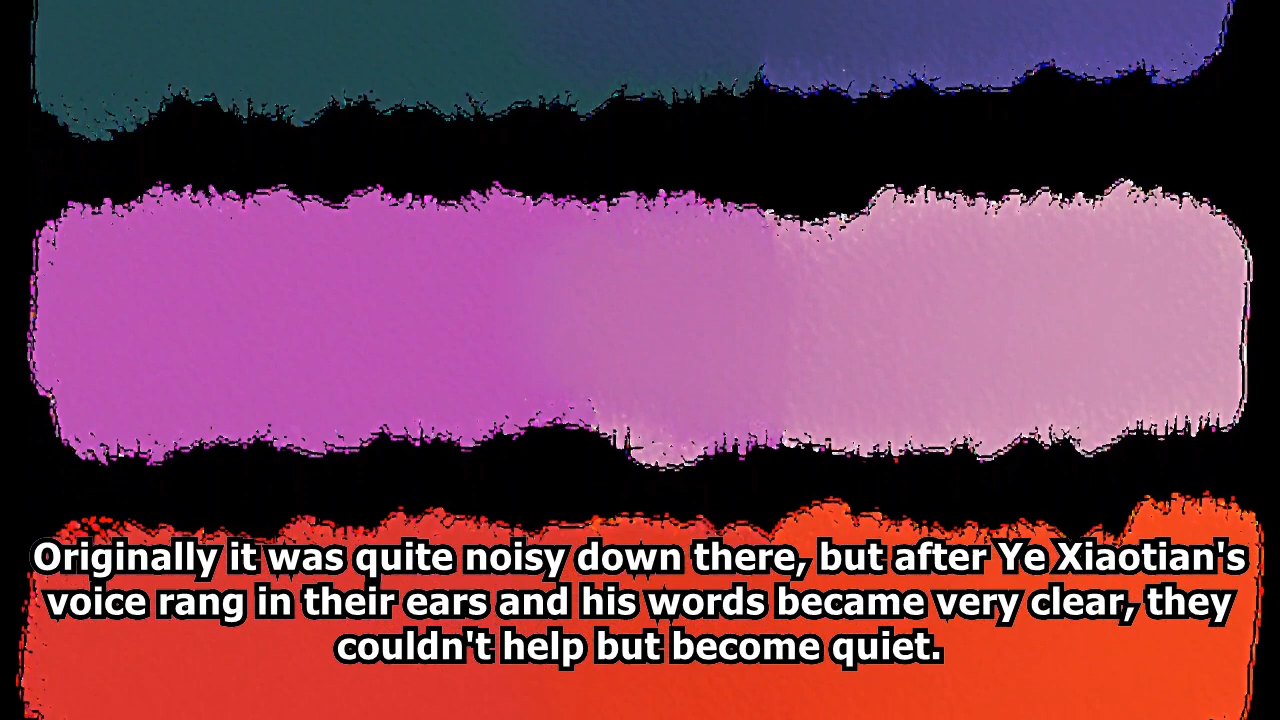 Originally it was quite noisy down there, but after Ye Xiaotian's
voice rang in their ears and his words became very clear, they
couldn't help but become quiet.